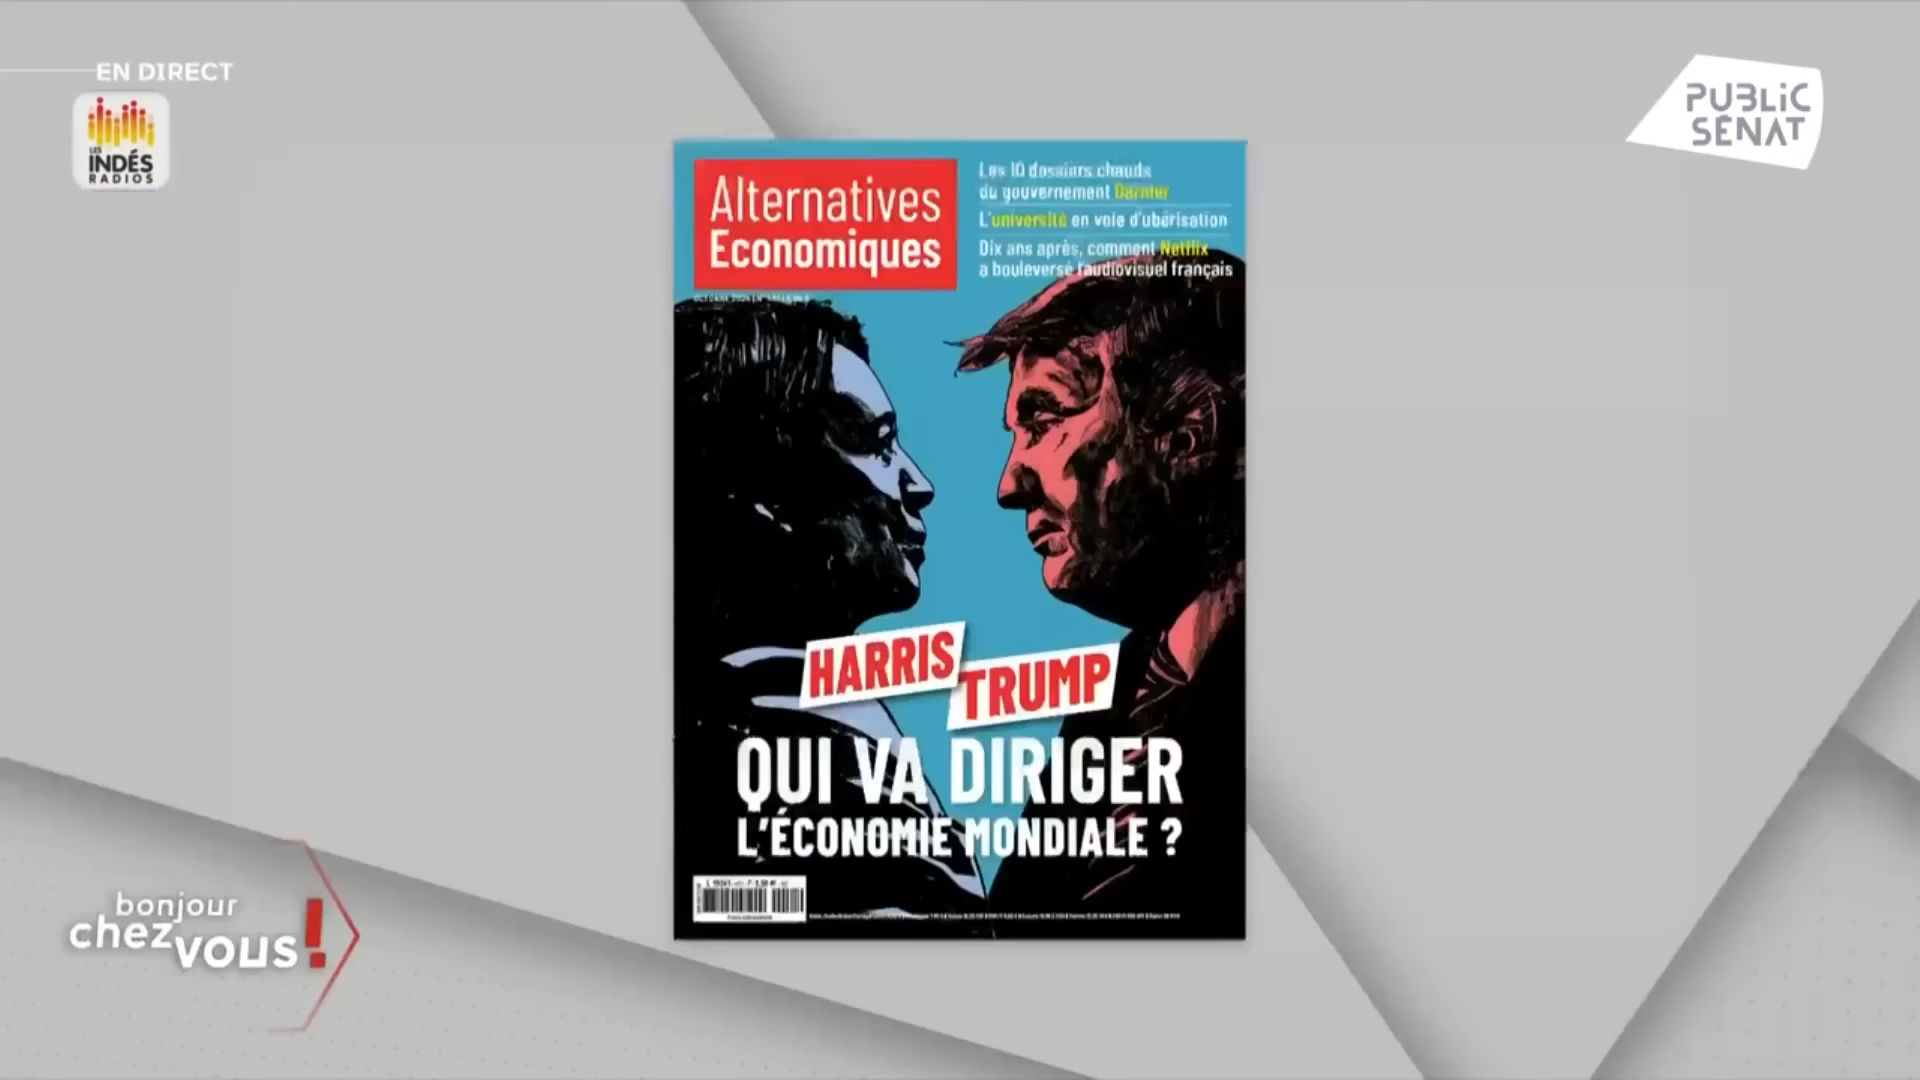 EN DIRECT
LES
INDÉS
RADIOS
PUBLIC
SÉNAT
Alternatives
Economiques
Les 10 dossiers chauds
du gouvernement Barnier
L'université en voie d'ubérisation
Dix ans après, comment Netflix
a bouleversé l'audiovisuel français
HARRIS
TRUMP
QUI VA DIRIGER
L'ÉCONOMIE MONDIALE ?
bonjour
chez
vous!